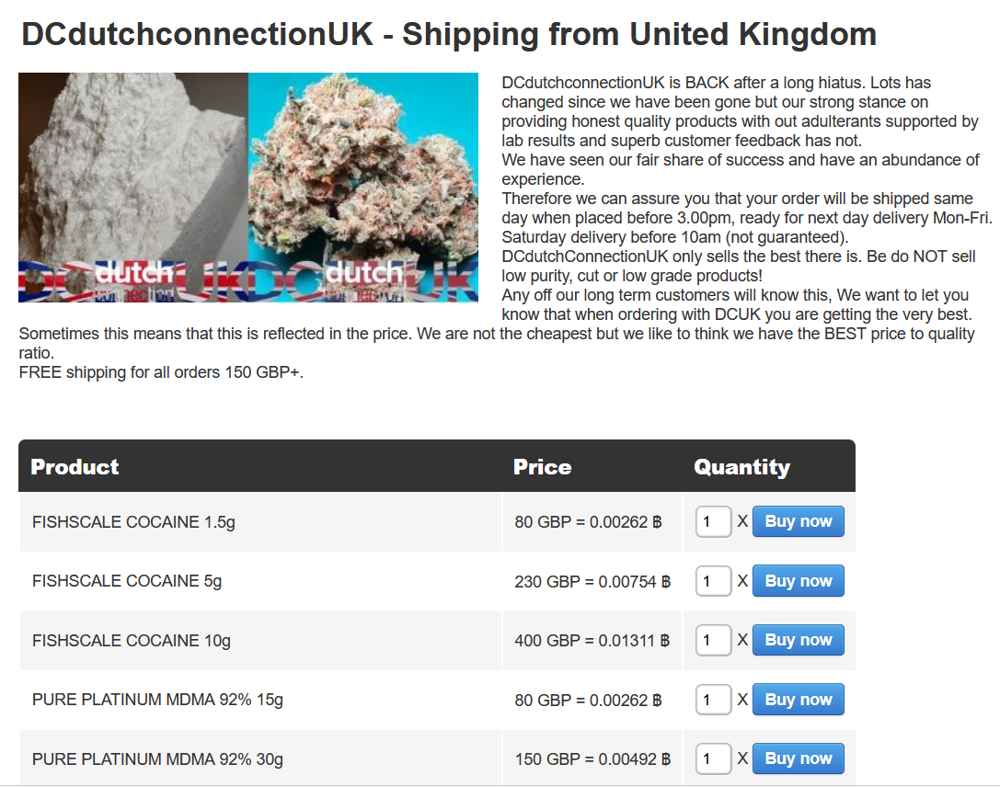 DCdutchconnectionUK - Shipping from United Kingdom
DCdutchconnectionUK is BACK after a long hiatus. Lots has
changed since we have been gone but our strong stance on
providing honest quality products with out adulterants supported by
lab results and superb customer feedback has not.
We have seen our fair share of success and have an abundance of
experience.
Therefore we can assure you that your order will be shipped same
day when placed before 3.00pm, ready for next day delivery Mon-Fri.
Saturday delivery before 10am (not guaranteed).
DCdutchConnectionUK only sells the best there is. Be do NOT sell
low purity, cut or low grade products!
Any off our long term customers will know this, We want to let you
know that when ordering with DCUK you are getting the very best.
Sometimes this means that this is reflected in the price. We are not the cheapest but we like to think we have the BEST price to quality
ratio.
FREE shipping for all orders 150 GBP+.
DC dutch connection UK DC dutch connection UK
Product Price Quantity
FISHSCALE COCAINE 1.5g 80 GBP = 0.00262 ฿ 1 X Buy now
FISHSCALE COCAINE 5g 230 GBP = 0.00754 ฿ 1 X Buy now
FISHSCALE COCAINE 10g 400 GBP = 0.01311 ฿ 1 X Buy now
PURE PLATINUM MDMA 92% 15g 80 GBP = 0.00262 ฿ 1 X Buy now
PURE PLATINUM MDMA 92% 30g 150 GBP = 0.00492 ฿ 1 X Buy now